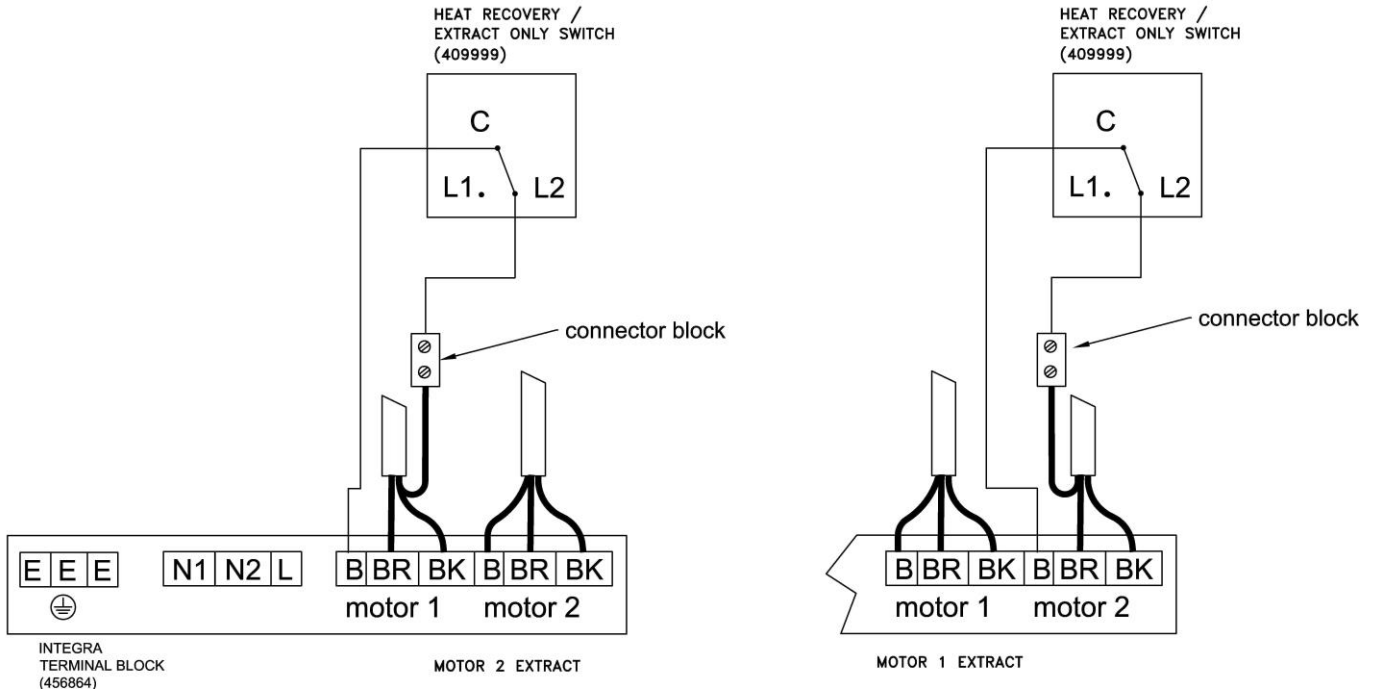 HEAT RECOVERY /
EXTRACT ONLY SWITCH
(409999)
C
L1. L2
connector block
E E E N1 N2 L B BR BK B BR BK
motor 1 motor 2
INTEGRA
TERMINAL BLOCK
(456864)
MOTOR 2 EXTRACT
HEAT RECOVERY /
EXTRACT ONLY SWITCH
(409999)
C
L1. L2
connector block
B BR BK B BR BK
motor 1 motor 2
MOTOR 1 EXTRACT